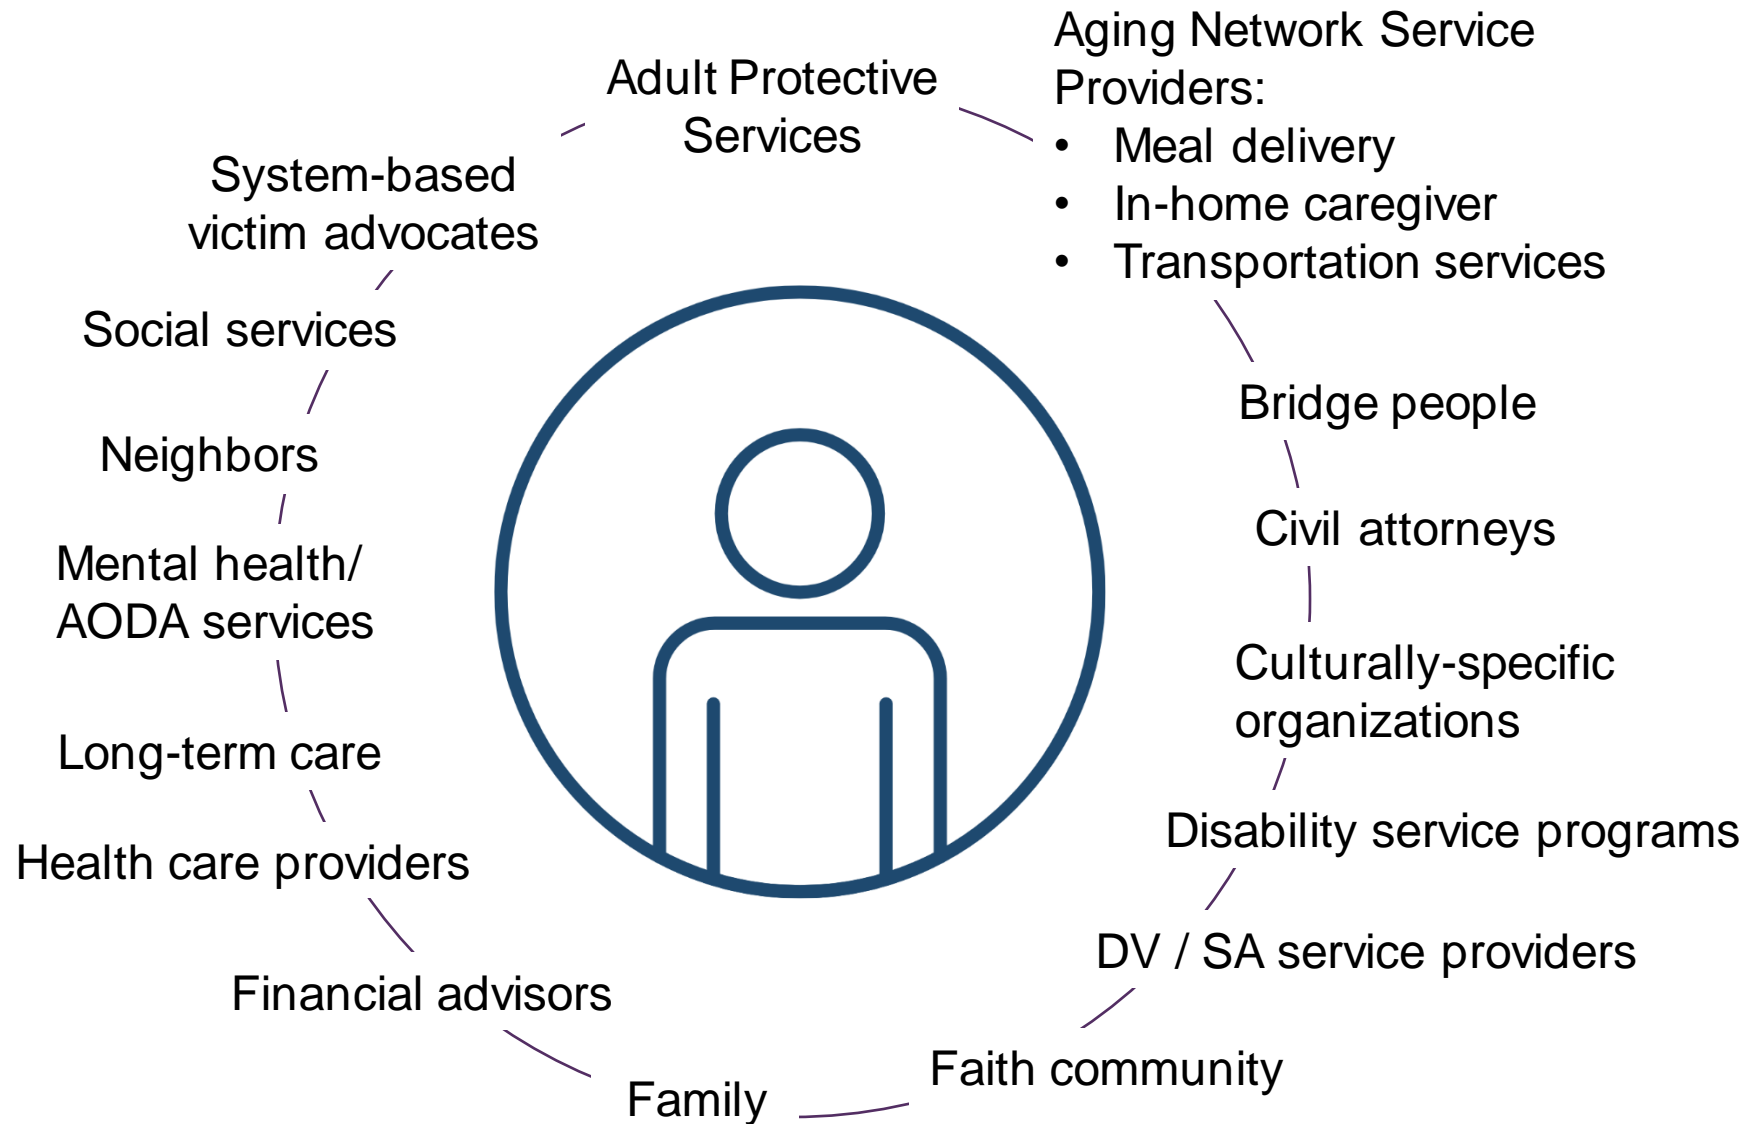 Adult Protective
Services
Aging Network Service
Providers:
• Meal delivery
• In-home caregiver
• Transportation services
Bridge people
Civil attorneys
Culturally-specific
organizations
Disability service programs
DV / SA service providers
Faith community
Family
Financial advisors
Health care providers
Long-term care
Mental health/
AODA services
Neighbors
Social services
System-based
victim advocates